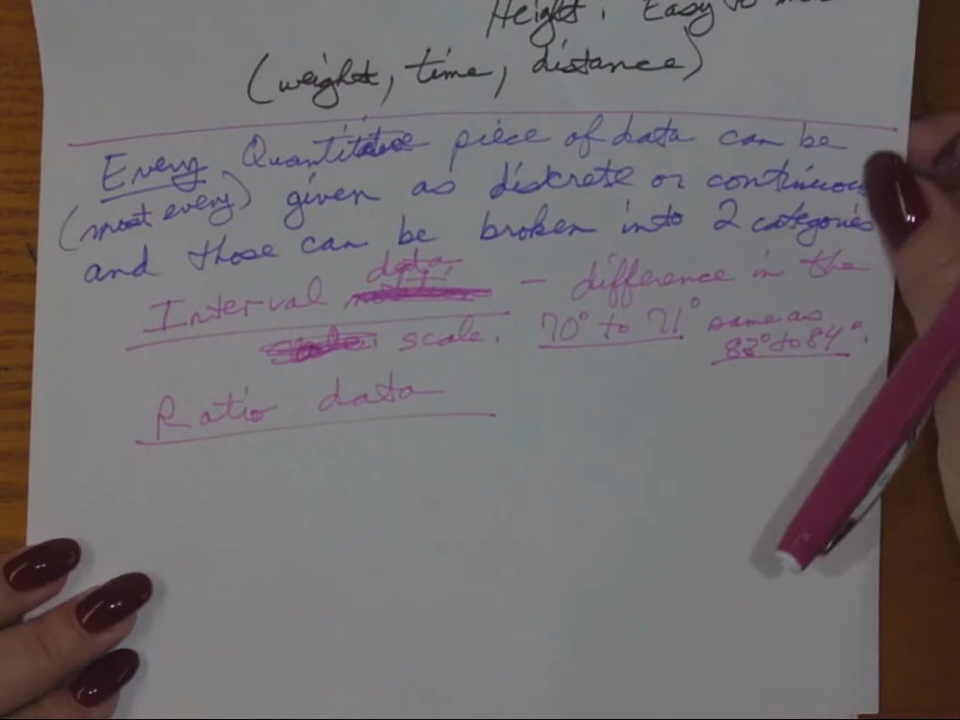 Height: Easy to
(weight, time, distance)
Every Quantitative piece of data can be
(most every) given as discrete or continuous
and those can be broken into 2 categories
Interval data, - difference in the
scale. 70° to 71° same as
83° to 84°.
Ratio data